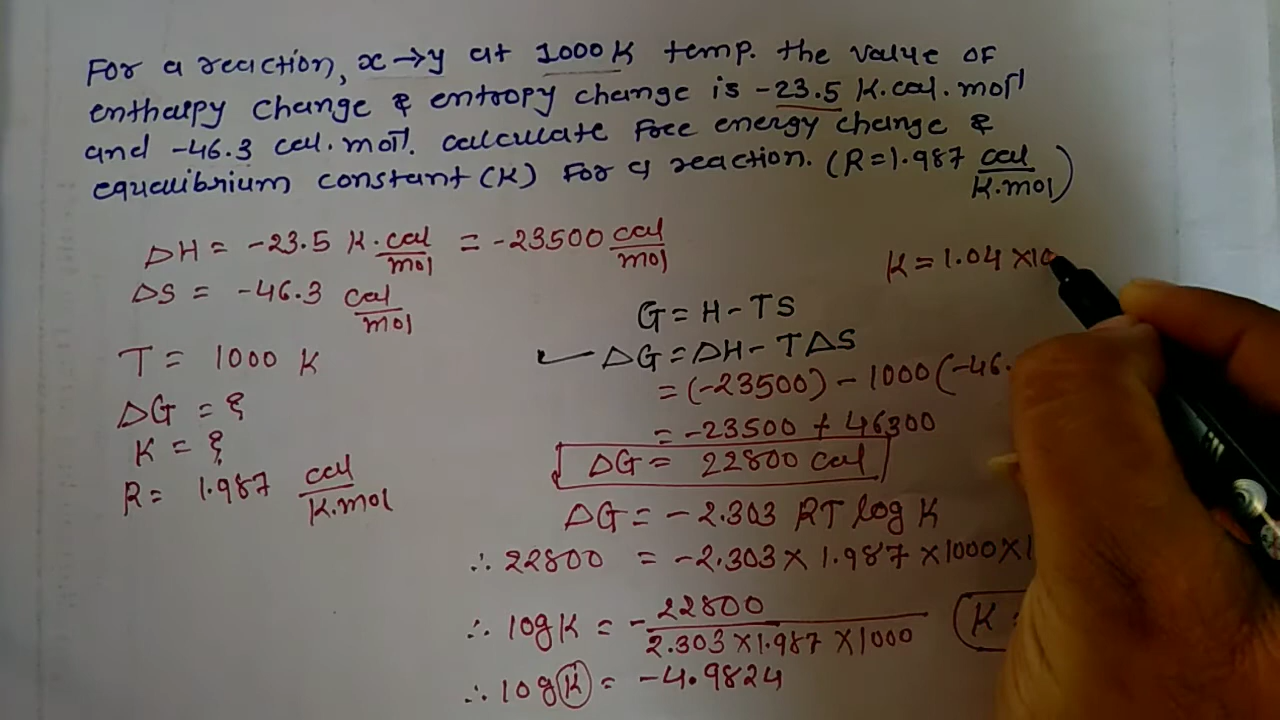 For a reaction, x→y at 1000 K temp. the value of
enthalpy change & entropy change is -23.5 K.cal.mol⁻¹
and -46.3 cal.mol⁻¹. calculate Free energy change &
equilibrium constant (K) For a reaction. (R=1.987 cal/K.mol)
ΔH = -23.5 K.cal/mol = -23500 cal/mol
K = 1.04 ×10
ΔS = -46.3 cal/mol
G = H - TS
T = 1000 K
ΔG = ΔH - TΔS
= (-23500) - 1000(-46.
ΔG = ?
= -23500 + 46300
K = ?
ΔG = 22800 cal
R = 1.987 cal/K.mol
ΔG = - 2.303 RT log K
∴ 22800 = -2.303 × 1.987 ×1000×
∴ log K = - 22800/2.303 ×1.987 ×1000
K =
∴ log K = -4.9824